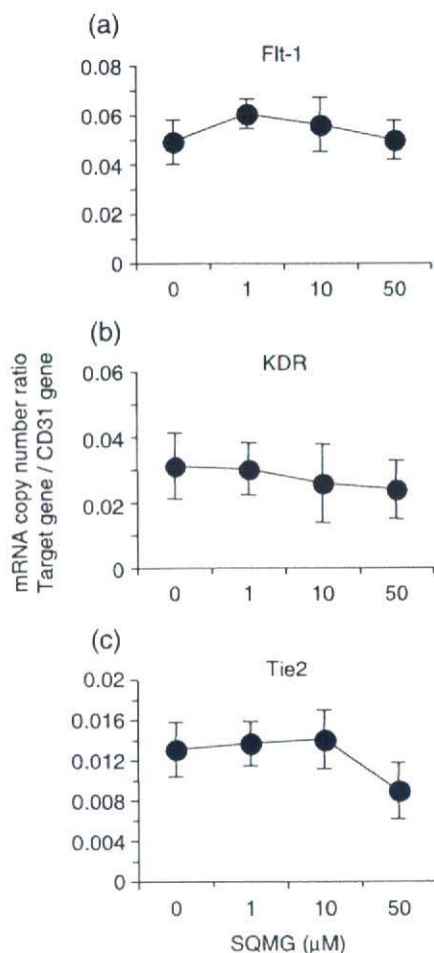 (a)
Flt-1
0.08
0.06
0.04
0.02
0
0 1 10 50
(b)
KDR
0.06
0.04
0.02
0
0 1 10 50
mRNA copy number ratio
Target gene / CD31 gene
(c)
Tie2
0.02
0.016
0.012
0.008
0.004
0
0 1 10 50
SQMG (μM)